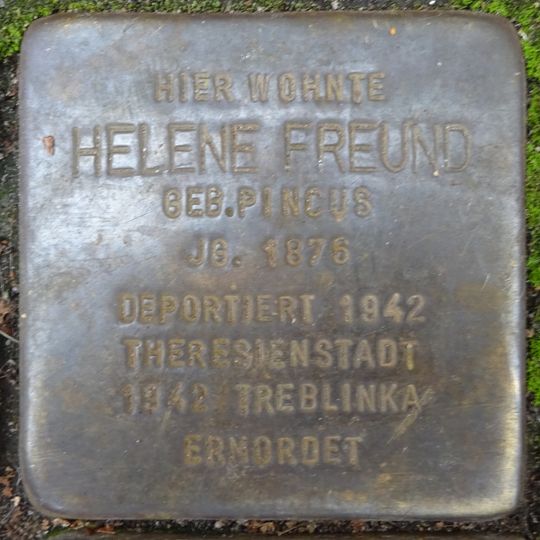 HIER WOHNTE
HELENE FREUND
GEB. PINCUS
JG. 1876
DEPORTIERT 1942
THERESIENSTADT
1942 TREBLINKA
ERMORDET